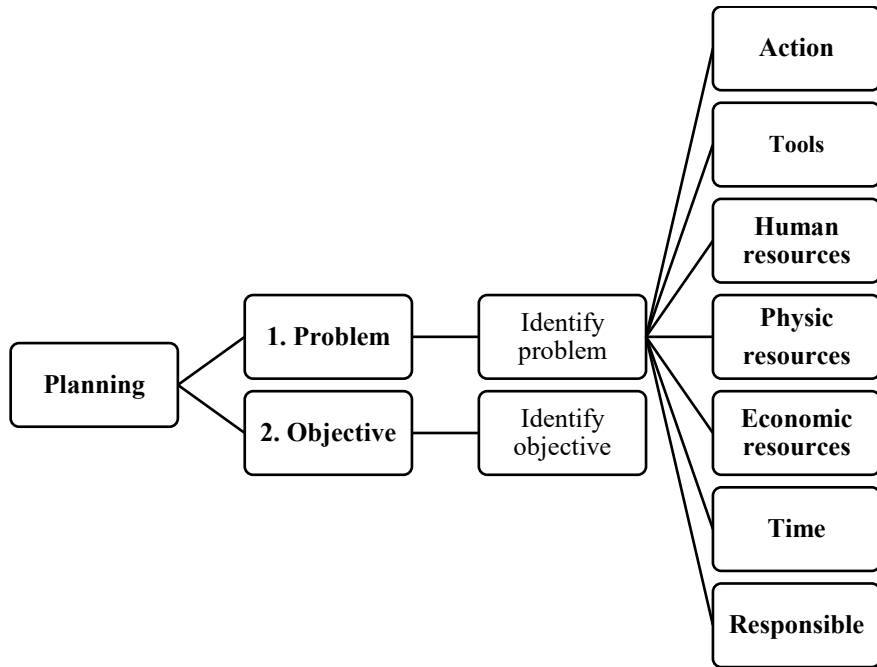 Planning
1. Problem
2. Objective
Identify
problem
Identify
objective
Action
Tools
Human
resources
Physic
resources
Economic
resources
Time
Responsible